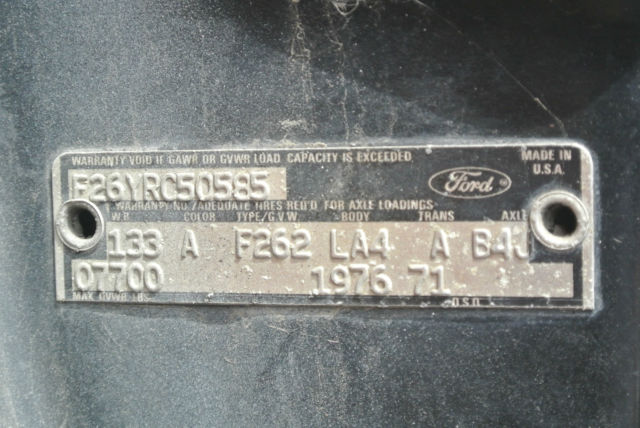 WARRANTY VOID IF GAWR OR GVWR LOAD CAPACITY IS EXCEEDED. MADE IN U.S.A.
F26YRC50585 Ford
WARRANTY NO./ADEQUATE TIRES REQ'D. FOR AXLE LOADINGS
W.B. COLOR TYPE/G.V.W. BODY TRANS AXLE
133 A F262 LA4 A B4J
07700 1976 71
MAX. GVWR LBS. D.S.O.